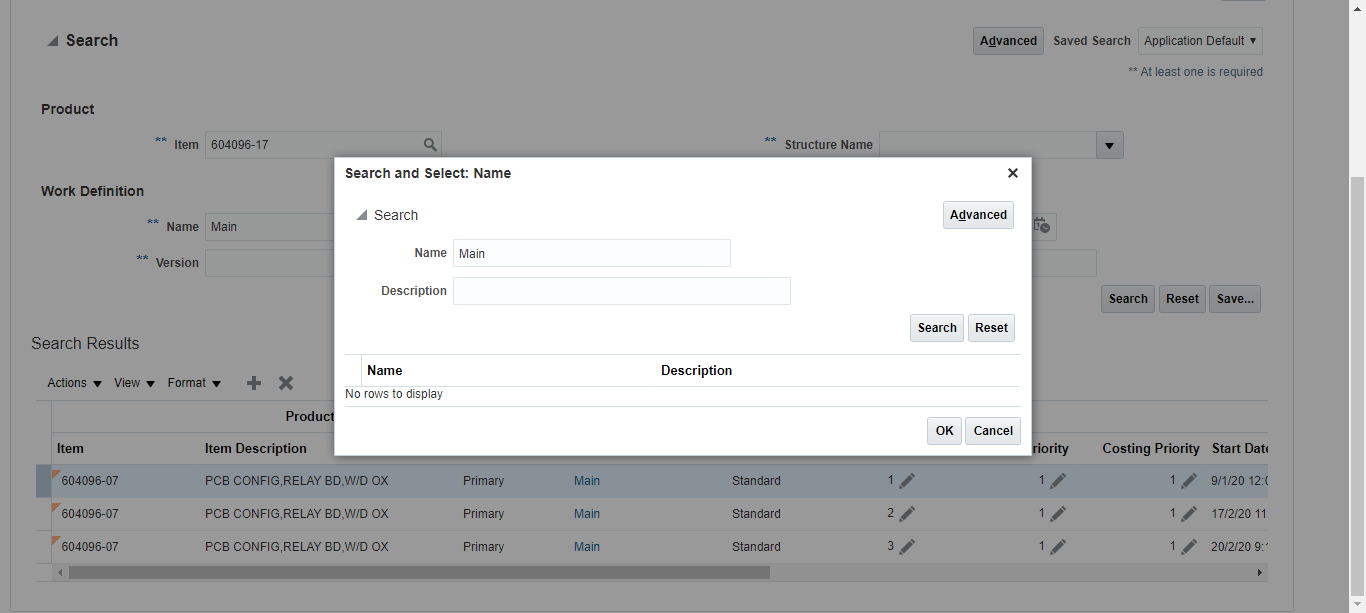 Search
Advanced Saved Search Application Default
** At least one is required
Product
** Item 604096-17 ** Structure Name
Work Definition
** Name Main
** Version
Search Reset Save...
Search and Select: Name
Search
Advanced
Name Main
Description
Search Reset
Name Description
No rows to display
OK Cancel
Search Results
Actions View Format
Product
Item Item Description Costing Priority Start Date
604096-07 PCB CONFIG,RELAY BD,W/D OX Primary Main Standard 1 1 1 9/1/20 12:0
604096-07 PCB CONFIG,RELAY BD,W/D OX Primary Main Standard 2 1 1 17/2/20 11
604096-07 PCB CONFIG,RELAY BD,W/D OX Primary Main Standard 3 1 1 20/2/20 9:1